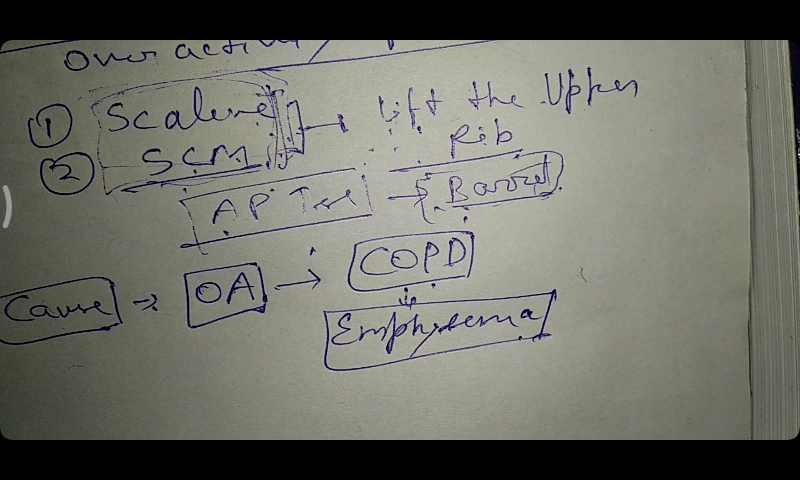 Over activ
① Scalene → Lift the Upper
Rib
② SCM
AP → Barrel
Cause → OA → COPD
Emphysema